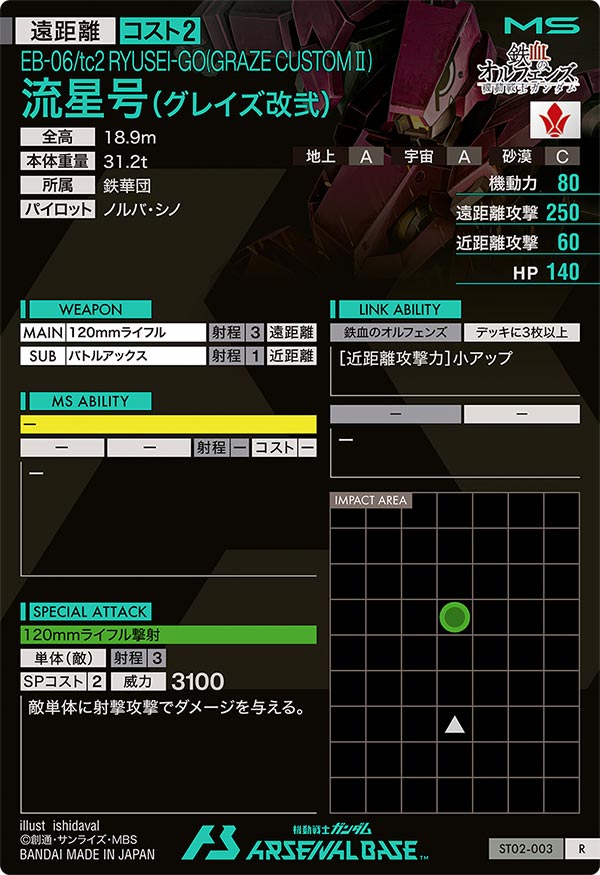 遠距離 コスト2 MS
EB-06/tc2 RYUSEI-GO(GRAZE CUSTOM Ⅱ)
流星号(グレイズ改弐)
鉄血のオルフェンズ
機動戦士ガンダム
全高 18.9m
本体重量 31.2t
所属 鉄華団
パイロット ノルバ・シノ
地上 A 宇宙 A 砂漠 C
機動力 80
遠距離攻撃 250
近距離攻撃 60
HP 140
WEAPON
MAIN 120mmライフル 射程 3 遠距離
SUB バトルアックス 射程 1 近距離
MS ABILITY
—
— — 射程 — コスト —
—
SPECIAL ATTACK
120mmライフル撃射
単体(敵) 射程 3
SPコスト 2 威力 3100
敵単体に射撃攻撃でダメージを与える。
LINK ABILITY
鉄血のオルフェンズ デッキに3枚以上
[近距離攻撃力]小アップ
— —
—
IMPACT AREA
illust ishidaval
©創通・サンライズ・MBS
BANDAI MADE IN JAPAN
機動戦士ガンダム
AB ARSENAL BASE™
ST02-003 R